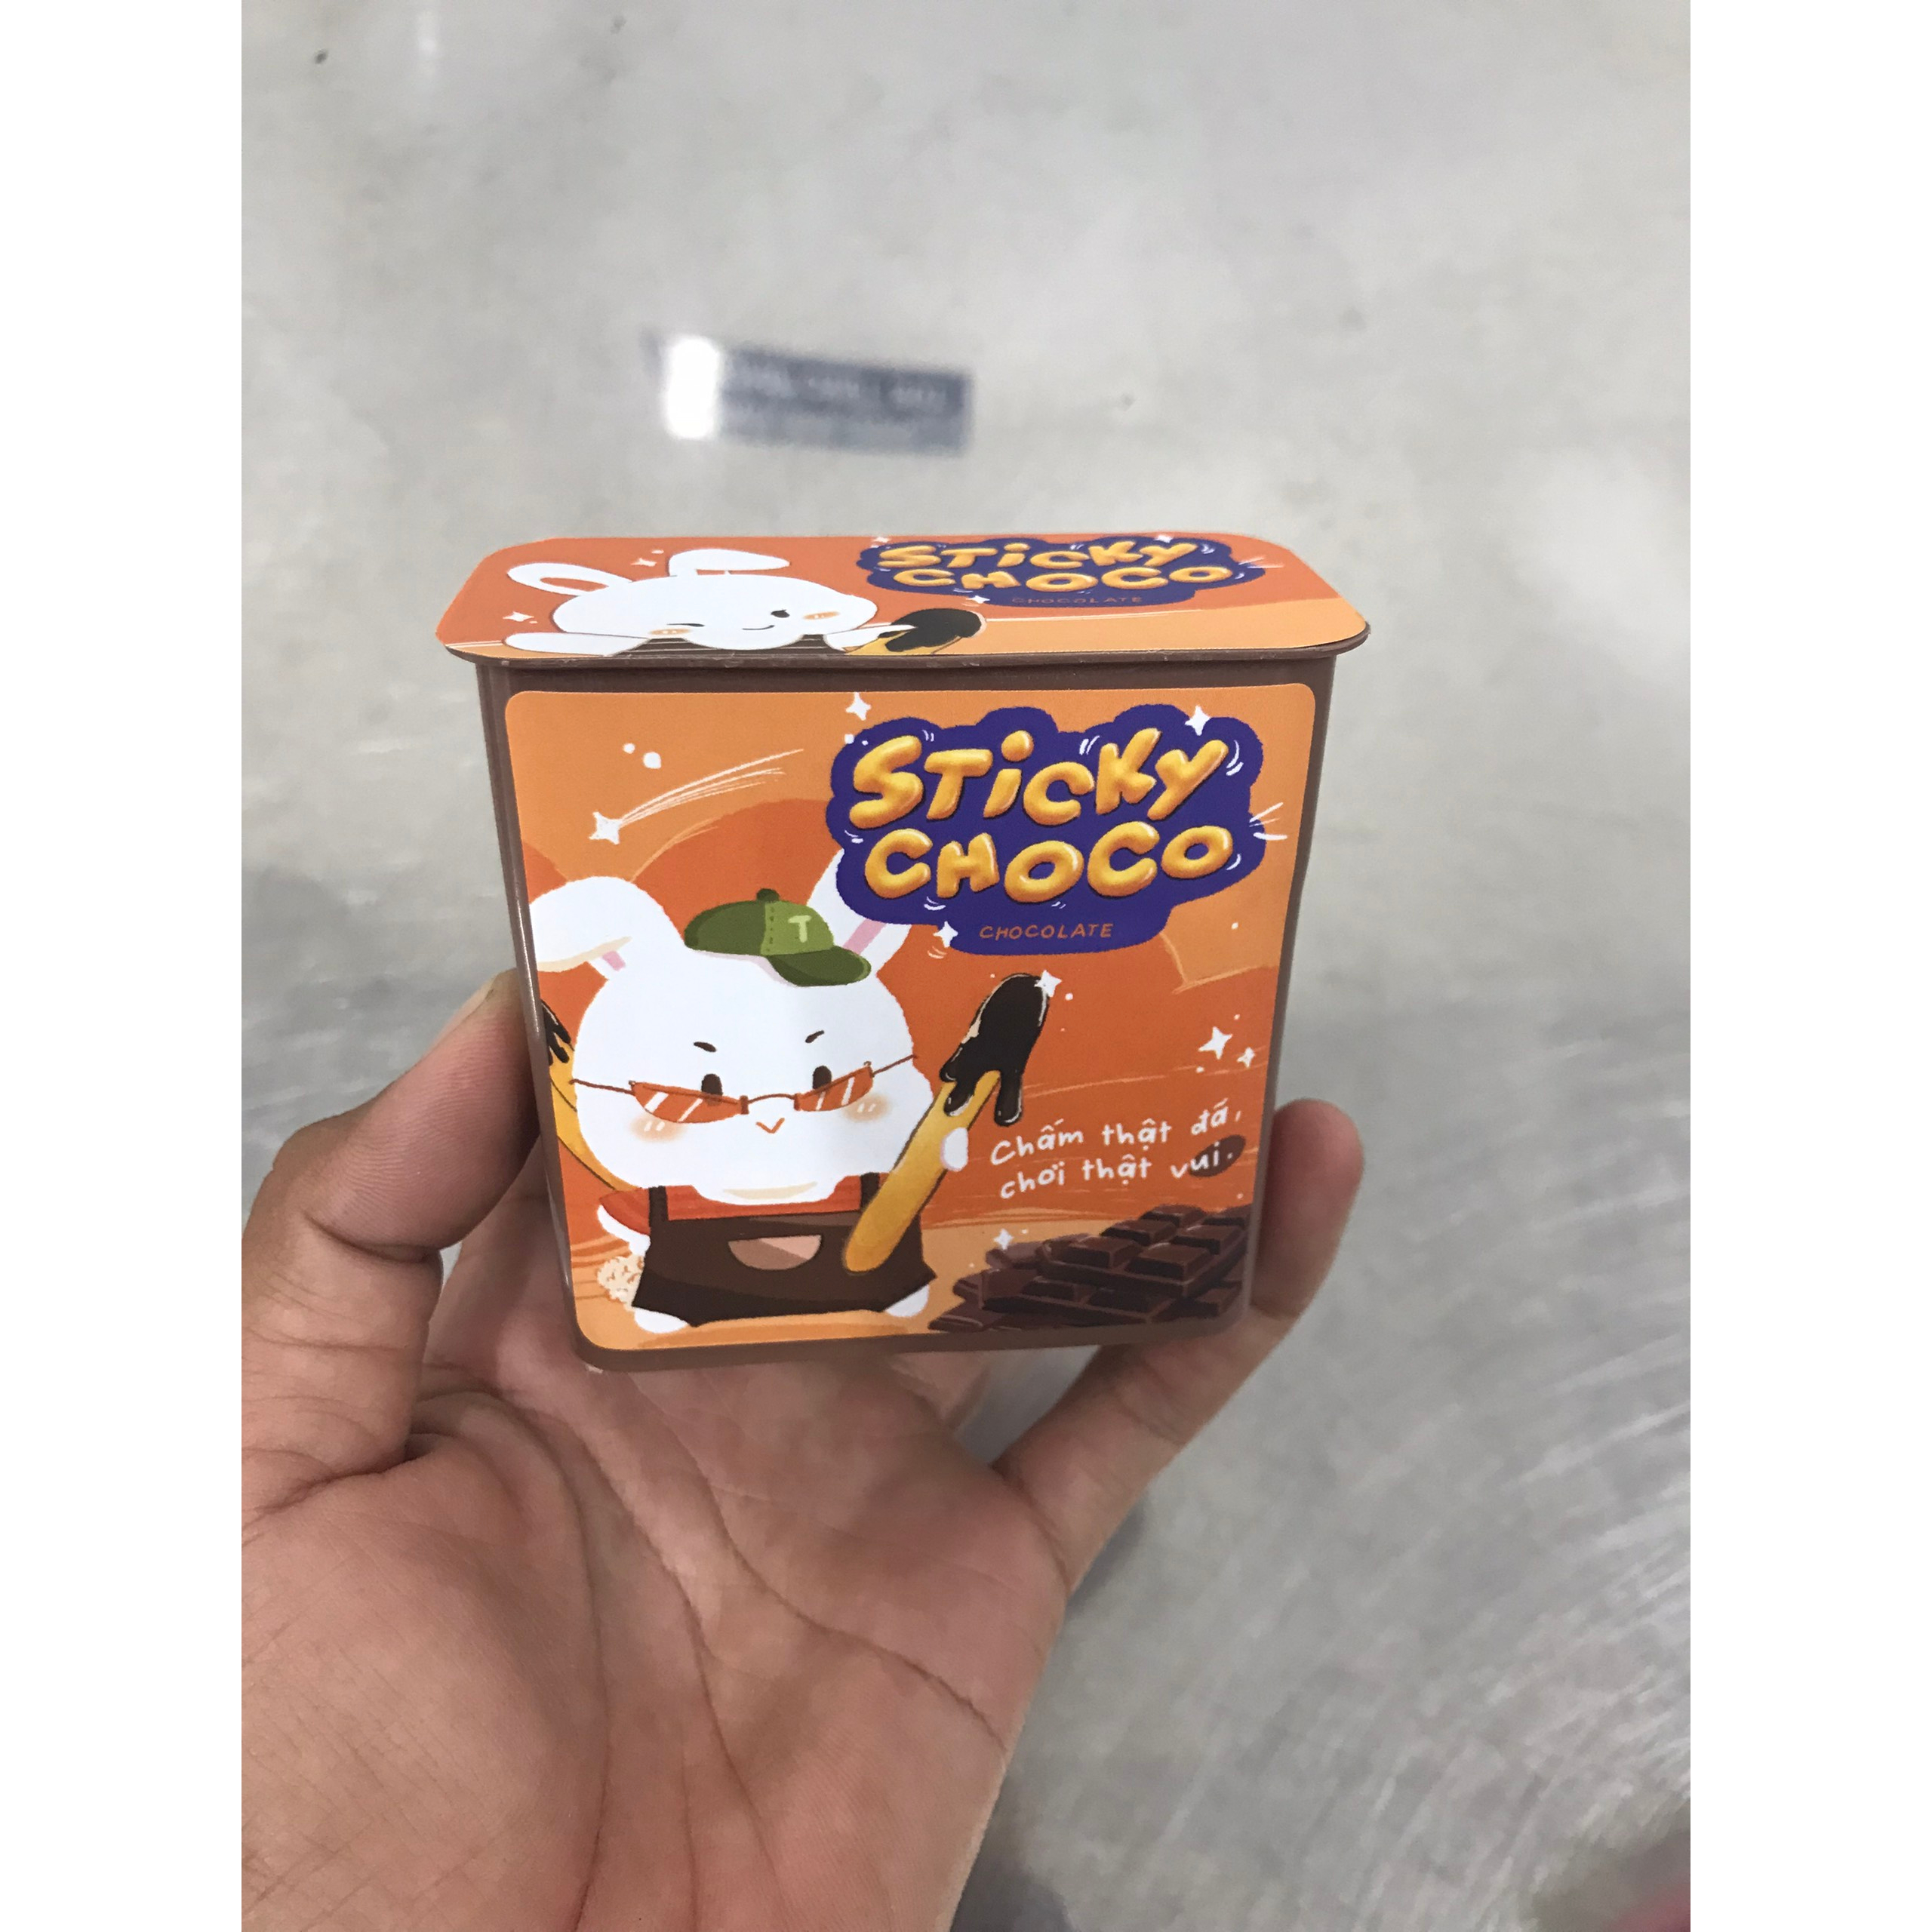 STICKY
CHOCO
CHOCOLATE
STICKY
CHOCO
CHOCOLATE
T
Chấm thật đã,
chơi thật vui.